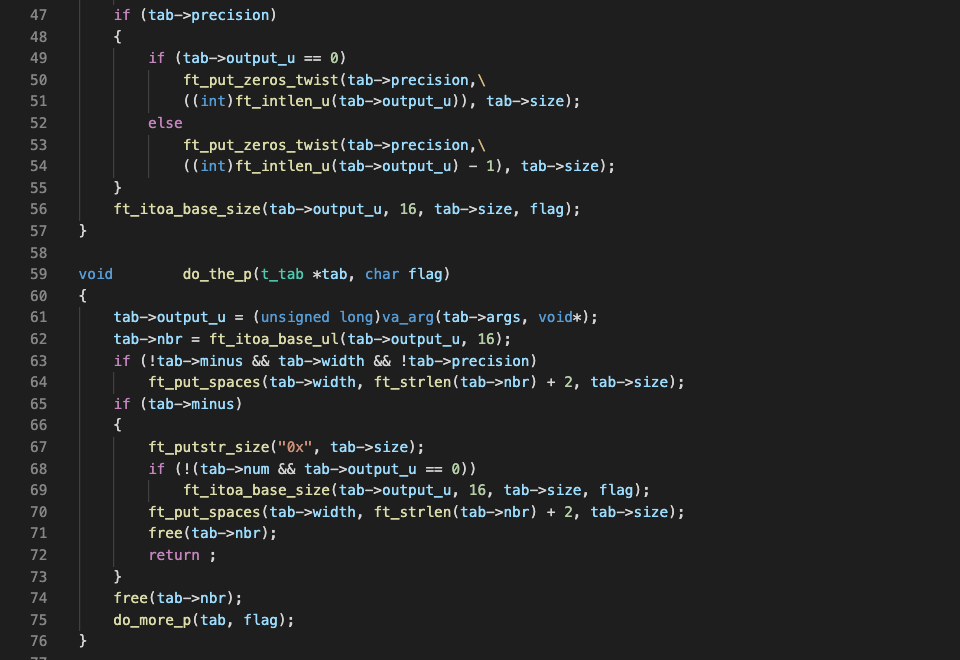 47 if (tab->precision)
48 {
49 if (tab->output_u == 0)
50 ft_put_zeros_twist(tab->precision,\
51 ((int)ft_intlen_u(tab->output_u)), tab->size);
52 else
53 ft_put_zeros_twist(tab->precision,\
54 ((int)ft_intlen_u(tab->output_u) - 1), tab->size);
55 }
56 ft_itoa_base_size(tab->output_u, 16, tab->size, flag);
57 }
58
59 void do_the_p(t_tab *tab, char flag)
60 {
61 tab->output_u = (unsigned long)va_arg(tab->args, void*);
62 tab->nbr = ft_itoa_base_ul(tab->output_u, 16);
63 if (!tab->minus && tab->width && !tab->precision)
64 ft_put_spaces(tab->width, ft_strlen(tab->nbr) + 2, tab->size);
65 if (tab->minus)
66 {
67 ft_putstr_size("0x", tab->size);
68 if (!(tab->num && tab->output_u == 0))
69 ft_itoa_base_size(tab->output_u, 16, tab->size, flag);
70 ft_put_spaces(tab->width, ft_strlen(tab->nbr) + 2, tab->size);
71 free(tab->nbr);
72 return ;
73 }
74 free(tab->nbr);
75 do_more_p(tab, flag);
76 }